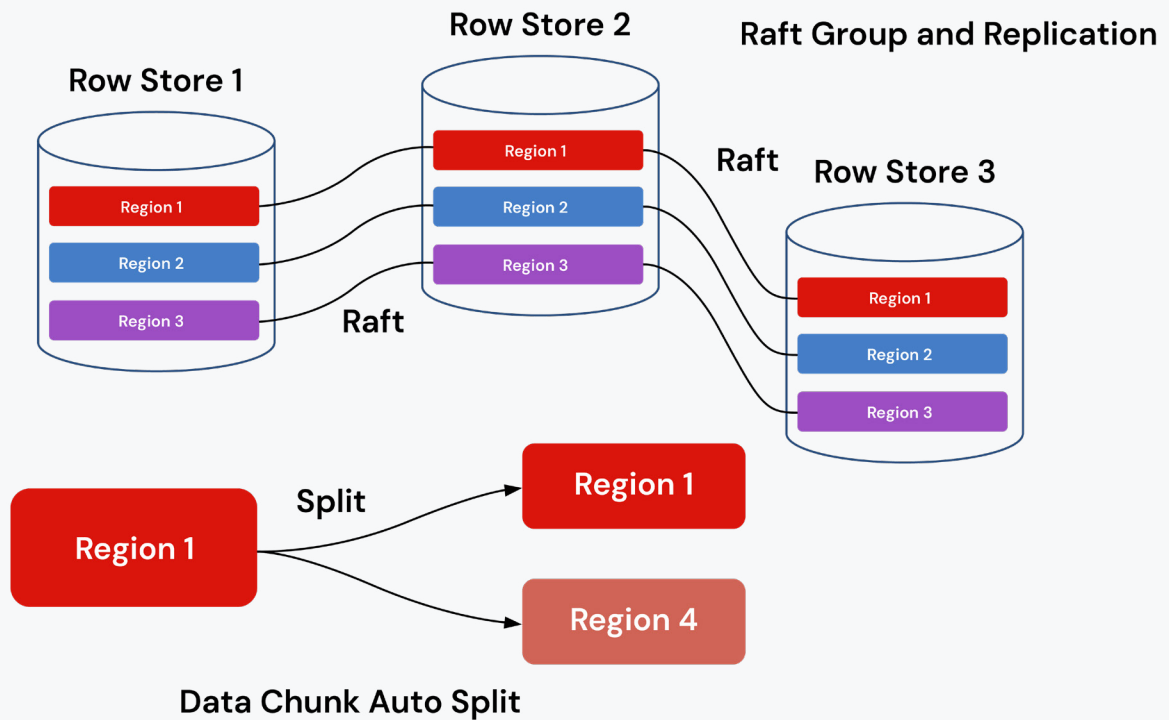 Raft Group and Replication
Row Store 1
Region 1
Region 2
Region 3
Raft
Row Store 2
Region 1
Region 2
Region 3
Raft
Row Store 3
Region 1
Region 2
Region 3
Region 1
Split
Region 1
Region 4
Data Chunk Auto Split